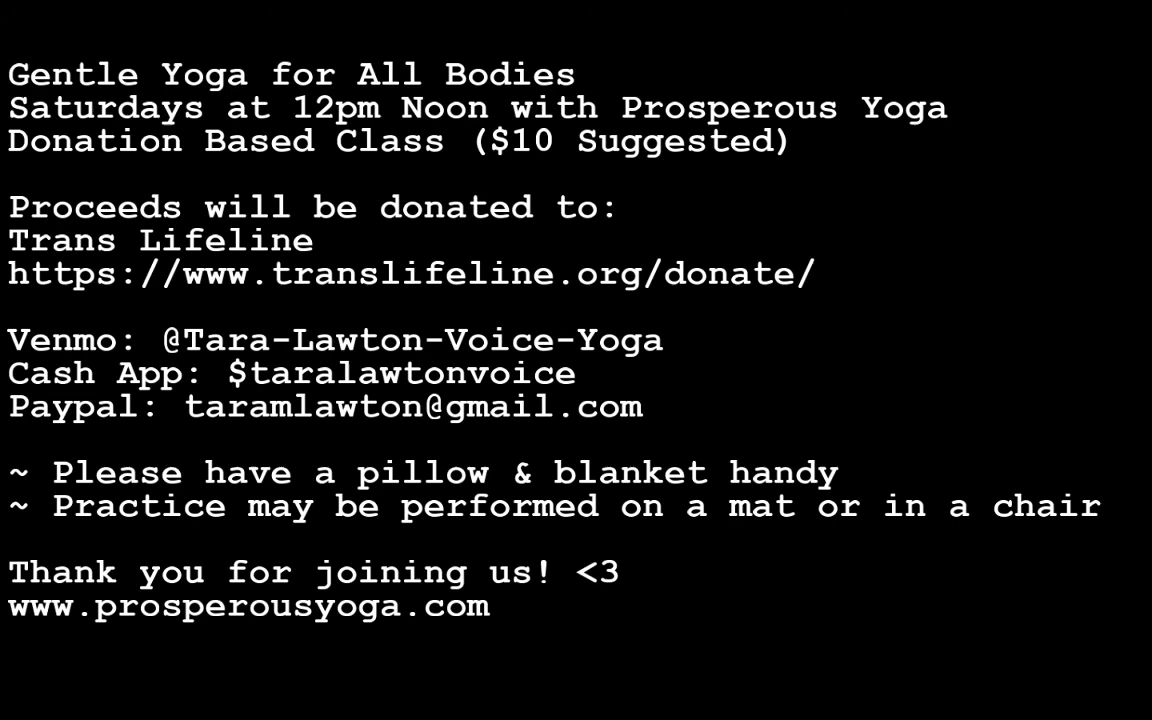 Gentle Yoga for All Bodies
Saturdays at 12pm Noon with Prosperous Yoga
Donation Based Class ($10 Suggested)
Proceeds will be donated to:
Trans Lifeline
https://www.translifeline.org/donate/
Venmo: @Tara-Lawton-Voice-Yoga
Cash App: $taralawtonvoice
Paypal: taramlawton@gmail.com
~ Please have a pillow & blanket handy
~ Practice may be performed on a mat or in a chair
Thank you for joining us! <3
www.prosperousyoga.com